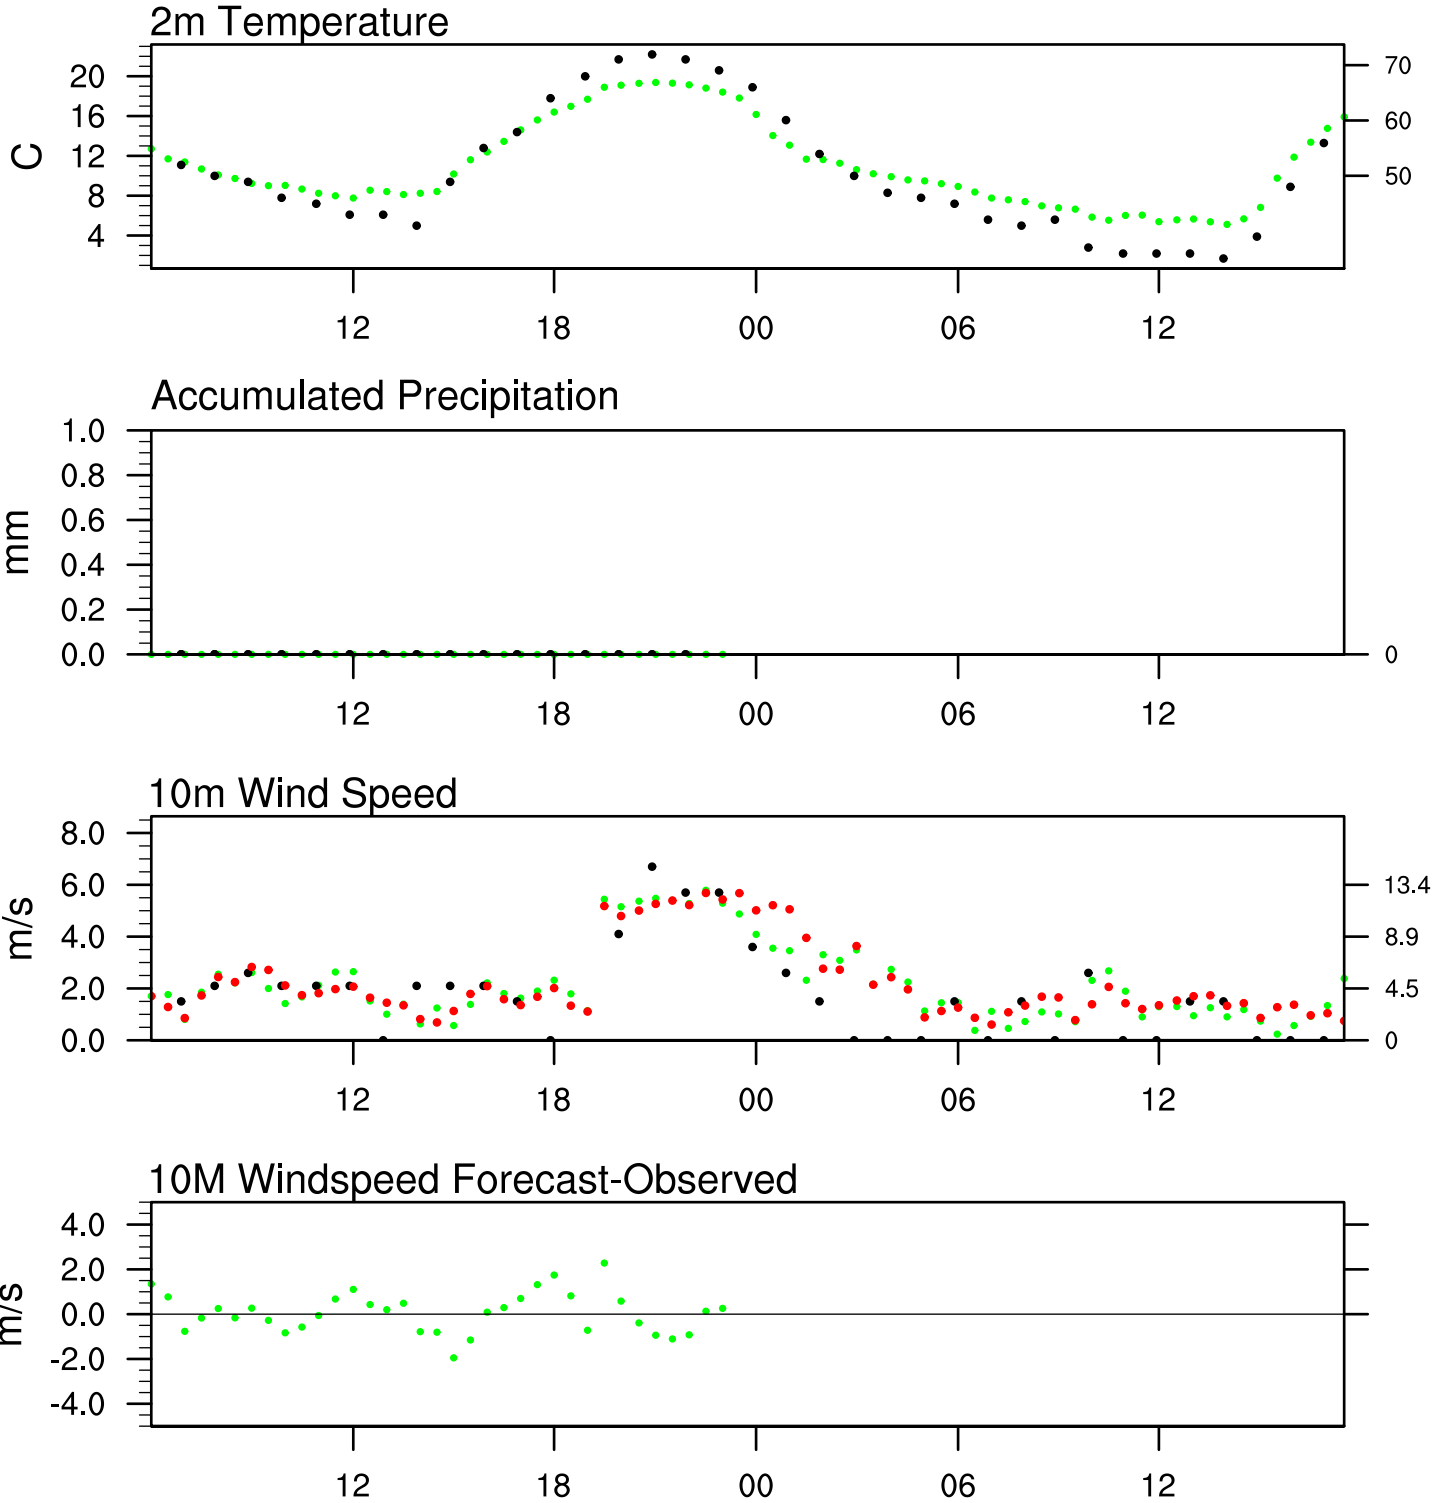 2m Temperature
C
20
16
12
8
4
70
60
50
12 18 00 06 12
Accumulated Precipitation
mm
1.0
0.8
0.6
0.4
0.2
0.0
0
12 18 00 06 12
10m Wind Speed
m/s
8.0
6.0
4.0
2.0
0.0
13.4
8.9
4.5
0
12 18 00 06 12
10M Windspeed Forecast-Observed
m/s
4.0
2.0
0.0
-2.0
-4.0
12 18 00 06 12